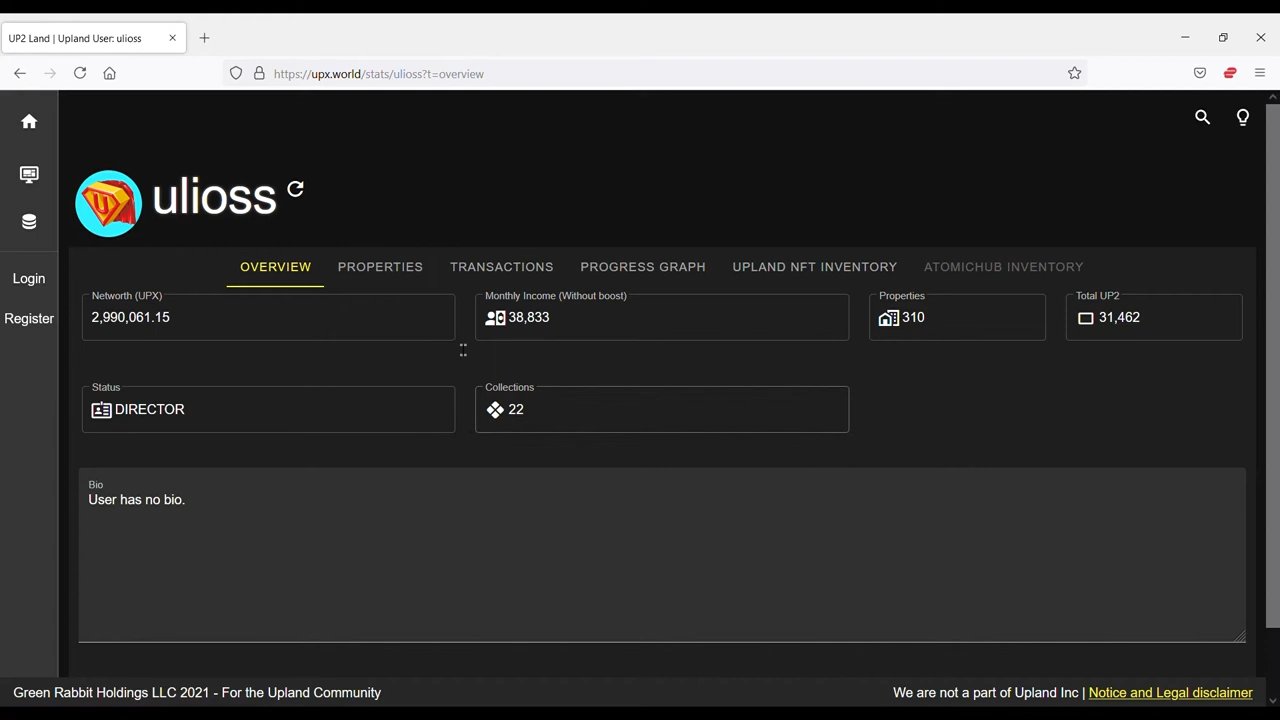 UP2 Land | Upland User: ulioss
https://upx.world/stats/ulioss?t=overview
U
ulioss
Login
Register
OVERVIEW PROPERTIES TRANSACTIONS PROGRESS GRAPH UPLAND NFT INVENTORY ATOMICHUB INVENTORY
Networth (UPX)
2,990,061.15
Monthly Income (Without boost)
38,833
Properties
310
Total UP2
31,462
Status
DIRECTOR
Collections
22
Bio
User has no bio.
Green Rabbit Holdings LLC 2021 - For the Upland Community
We are not a part of Upland Inc | Notice and Legal disclaimer